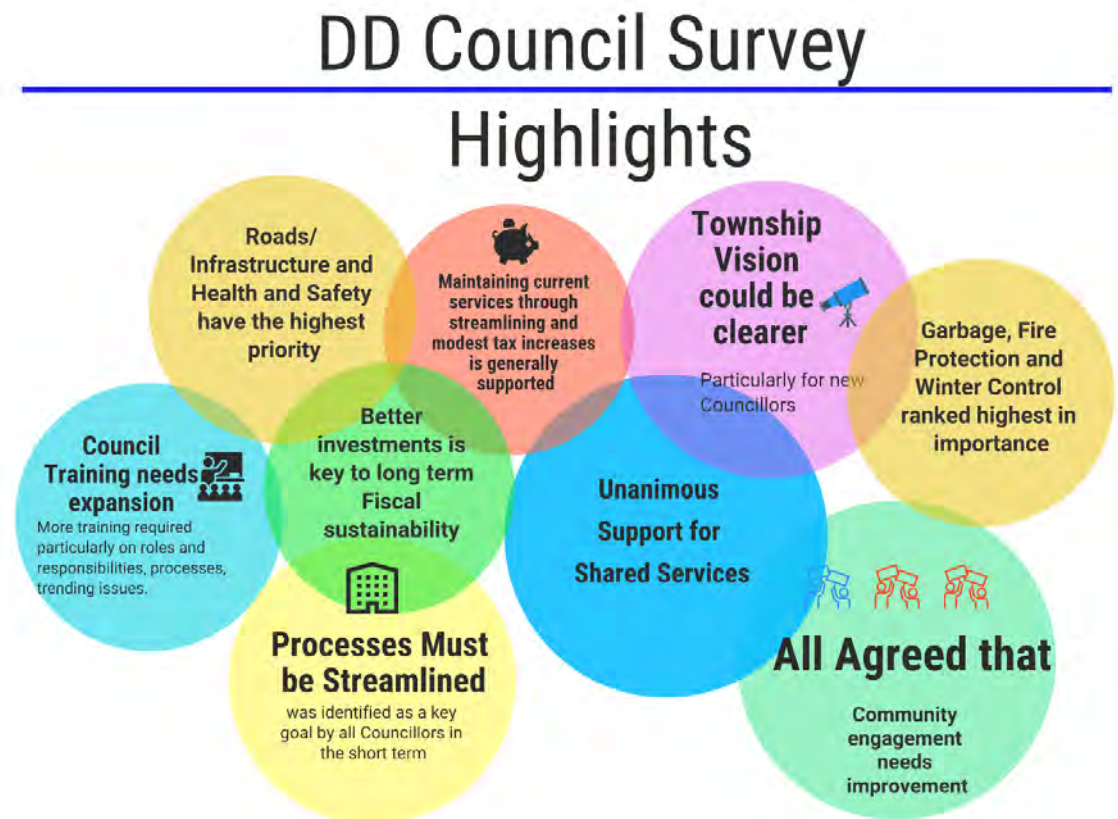 DD Council Survey
Highlights
Roads/
Infrastructure and
Health and Safety
have the highest
priority
Maintaining current
services through
streamlining and
modest tax increases
is generally
supported
Township
Vision
could be
clearer
Particularly for new
Councillors
Garbage, Fire
Protection and
Winter Control
ranked highest in
importance
Council
Training needs
expansion
More training required
particularly on roles and
responsibilities, processes,
trending issues.
Better
investments is
key to long term
Fiscal
sustainability
Unanimous
Support for
Shared Services
Processes Must
be Streamlined
was identified as a key
goal by all Councillors in
the short term
All Agreed that
Community
engagement
needs
improvement